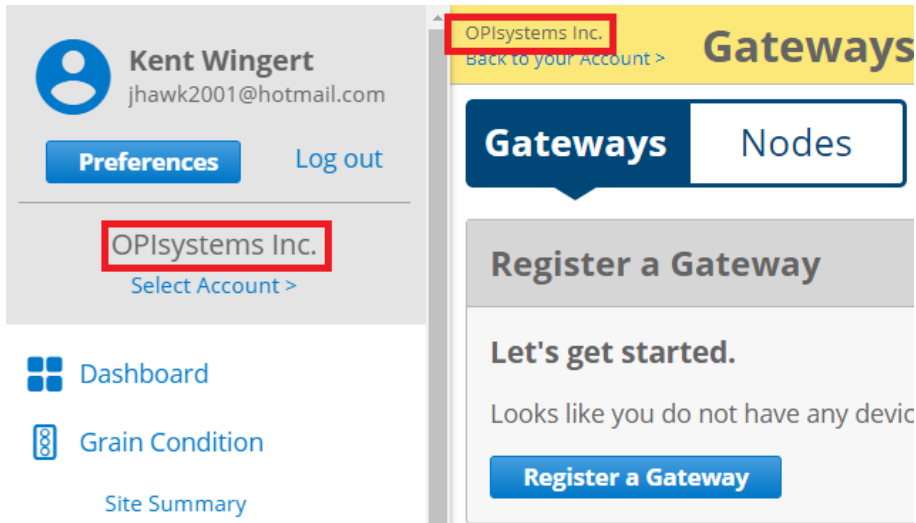 Kent Wingert
jhawk2001@hotmail.com
Preferences
Log out
OPIsystems Inc.
Select Account >
Dashboard
Grain Condition
Site Summary
OPIsystems Inc.
Back to your Account >
Gateways
Gateways
Nodes
Register a Gateway
Let's get started.
Looks like you do not have any devic
Register a Gateway